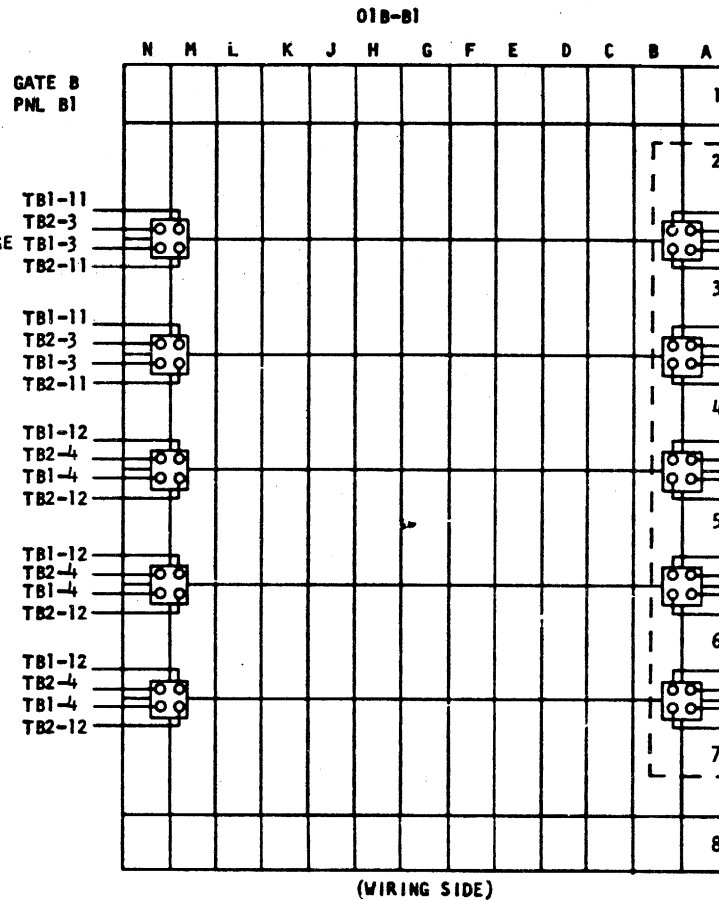 01B-B1
N M L K J H G F E D C B A
GATE B
PNL B1
1
2
TB1-11
TB2-3
GE TB1-3
TB2-11
3
TB1-11
TB2-3
TB1-3
TB2-11
4
TB1-12
TB2-4
TB1-4
TB2-12
5
TB1-12
TB2-4
TB1-4
TB2-12
6
TB1-12
TB2-4
TB1-4
TB2-12
7
8
(WIRING SIDE)